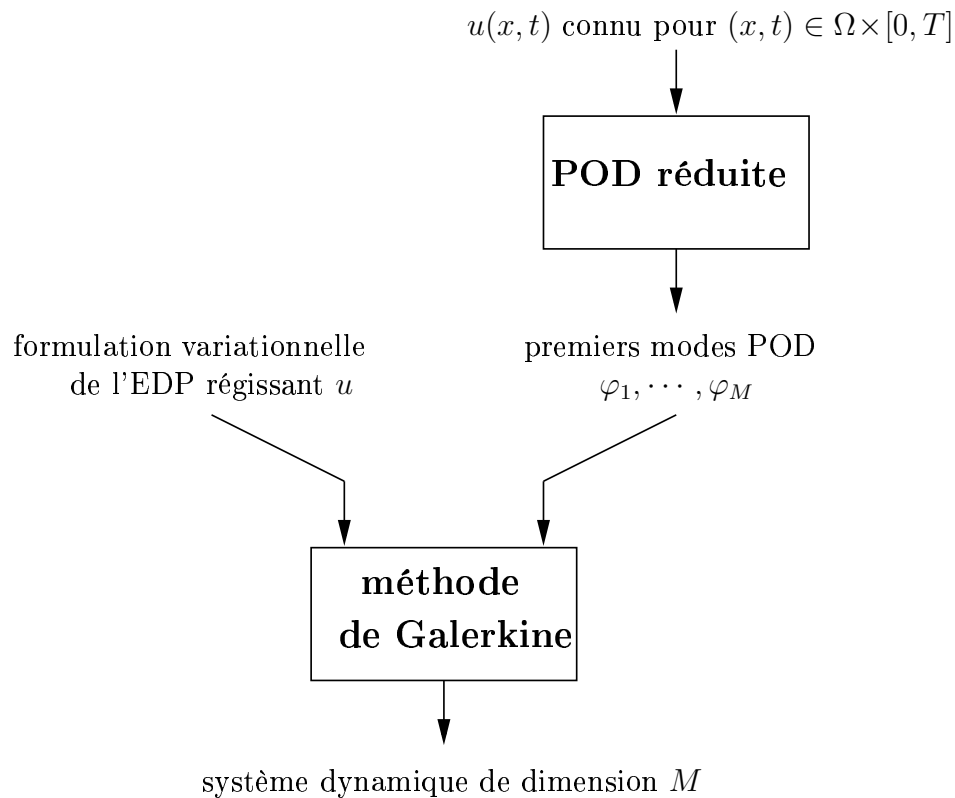 u(x, t) connu pour (x, t) ∈ Ω×[0, T]
POD réduite
formulation variationnelle
de l'EDP régissant u
premiers modes POD
φ₁, ⋯ , φ_M
méthode
de Galerkine
système dynamique de dimension M